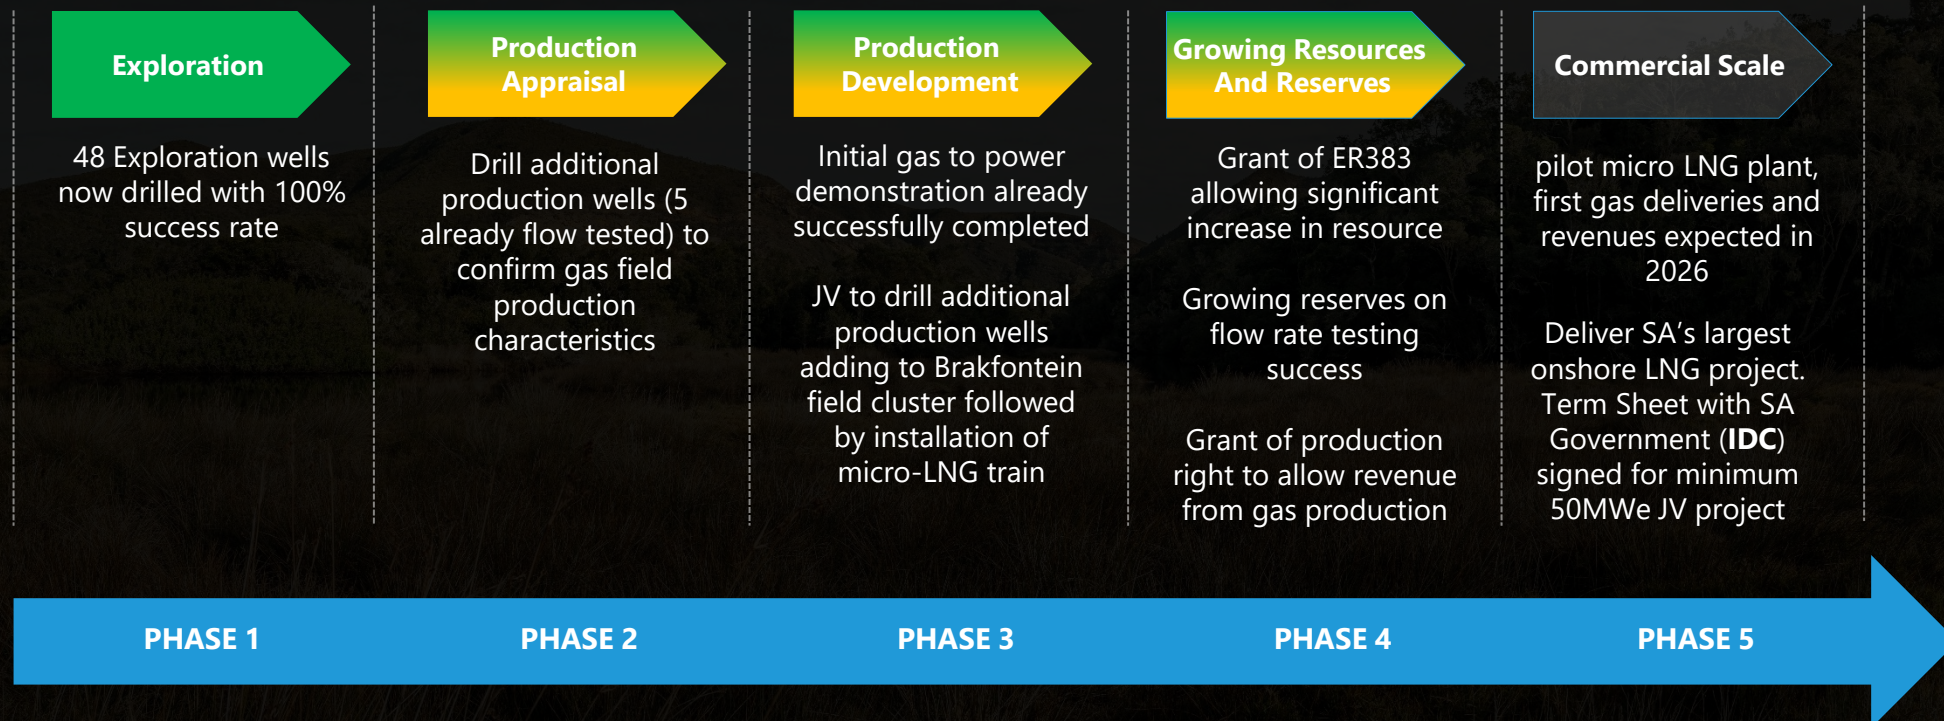 Exploration
48 Exploration wells
now drilled with 100%
success rate
Production
Appraisal
Drill additional
production wells (5
already flow tested) to
confirm gas field
production
characteristics
Production
Development
Initial gas to power
demonstration already
successfully completed
JV to drill additional
production wells
adding to Brakfontein
field cluster followed
by installation of
micro-LNG train
Growing Resources
And Reserves
Grant of ER383
allowing significant
increase in resource
Growing reserves on
flow rate testing
success
Grant of production
right to allow revenue
from gas production
Commercial Scale
pilot micro LNG plant,
first gas deliveries and
revenues expected in
2026
Deliver SA’s largest
onshore LNG project.
Term Sheet with SA
Government (IDC)
signed for minimum
50MWe JV project
PHASE 1
PHASE 2
PHASE 3
PHASE 4
PHASE 5